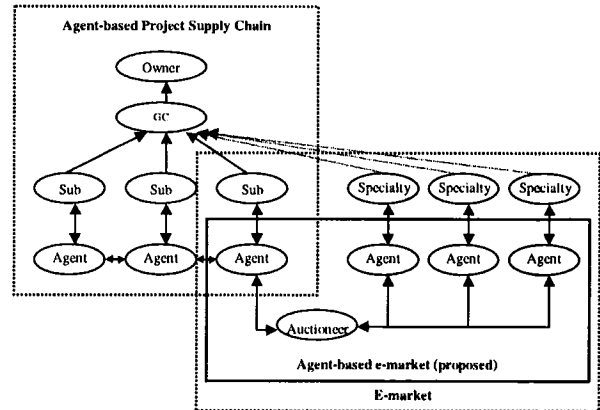 Agent-based Project Supply Chain
Owner
GC
Sub Sub Sub Specialty Specialty Specialty
Agent Agent Agent Agent Agent Agent
Auctioneer
Agent-based e-market (proposed)
E-market